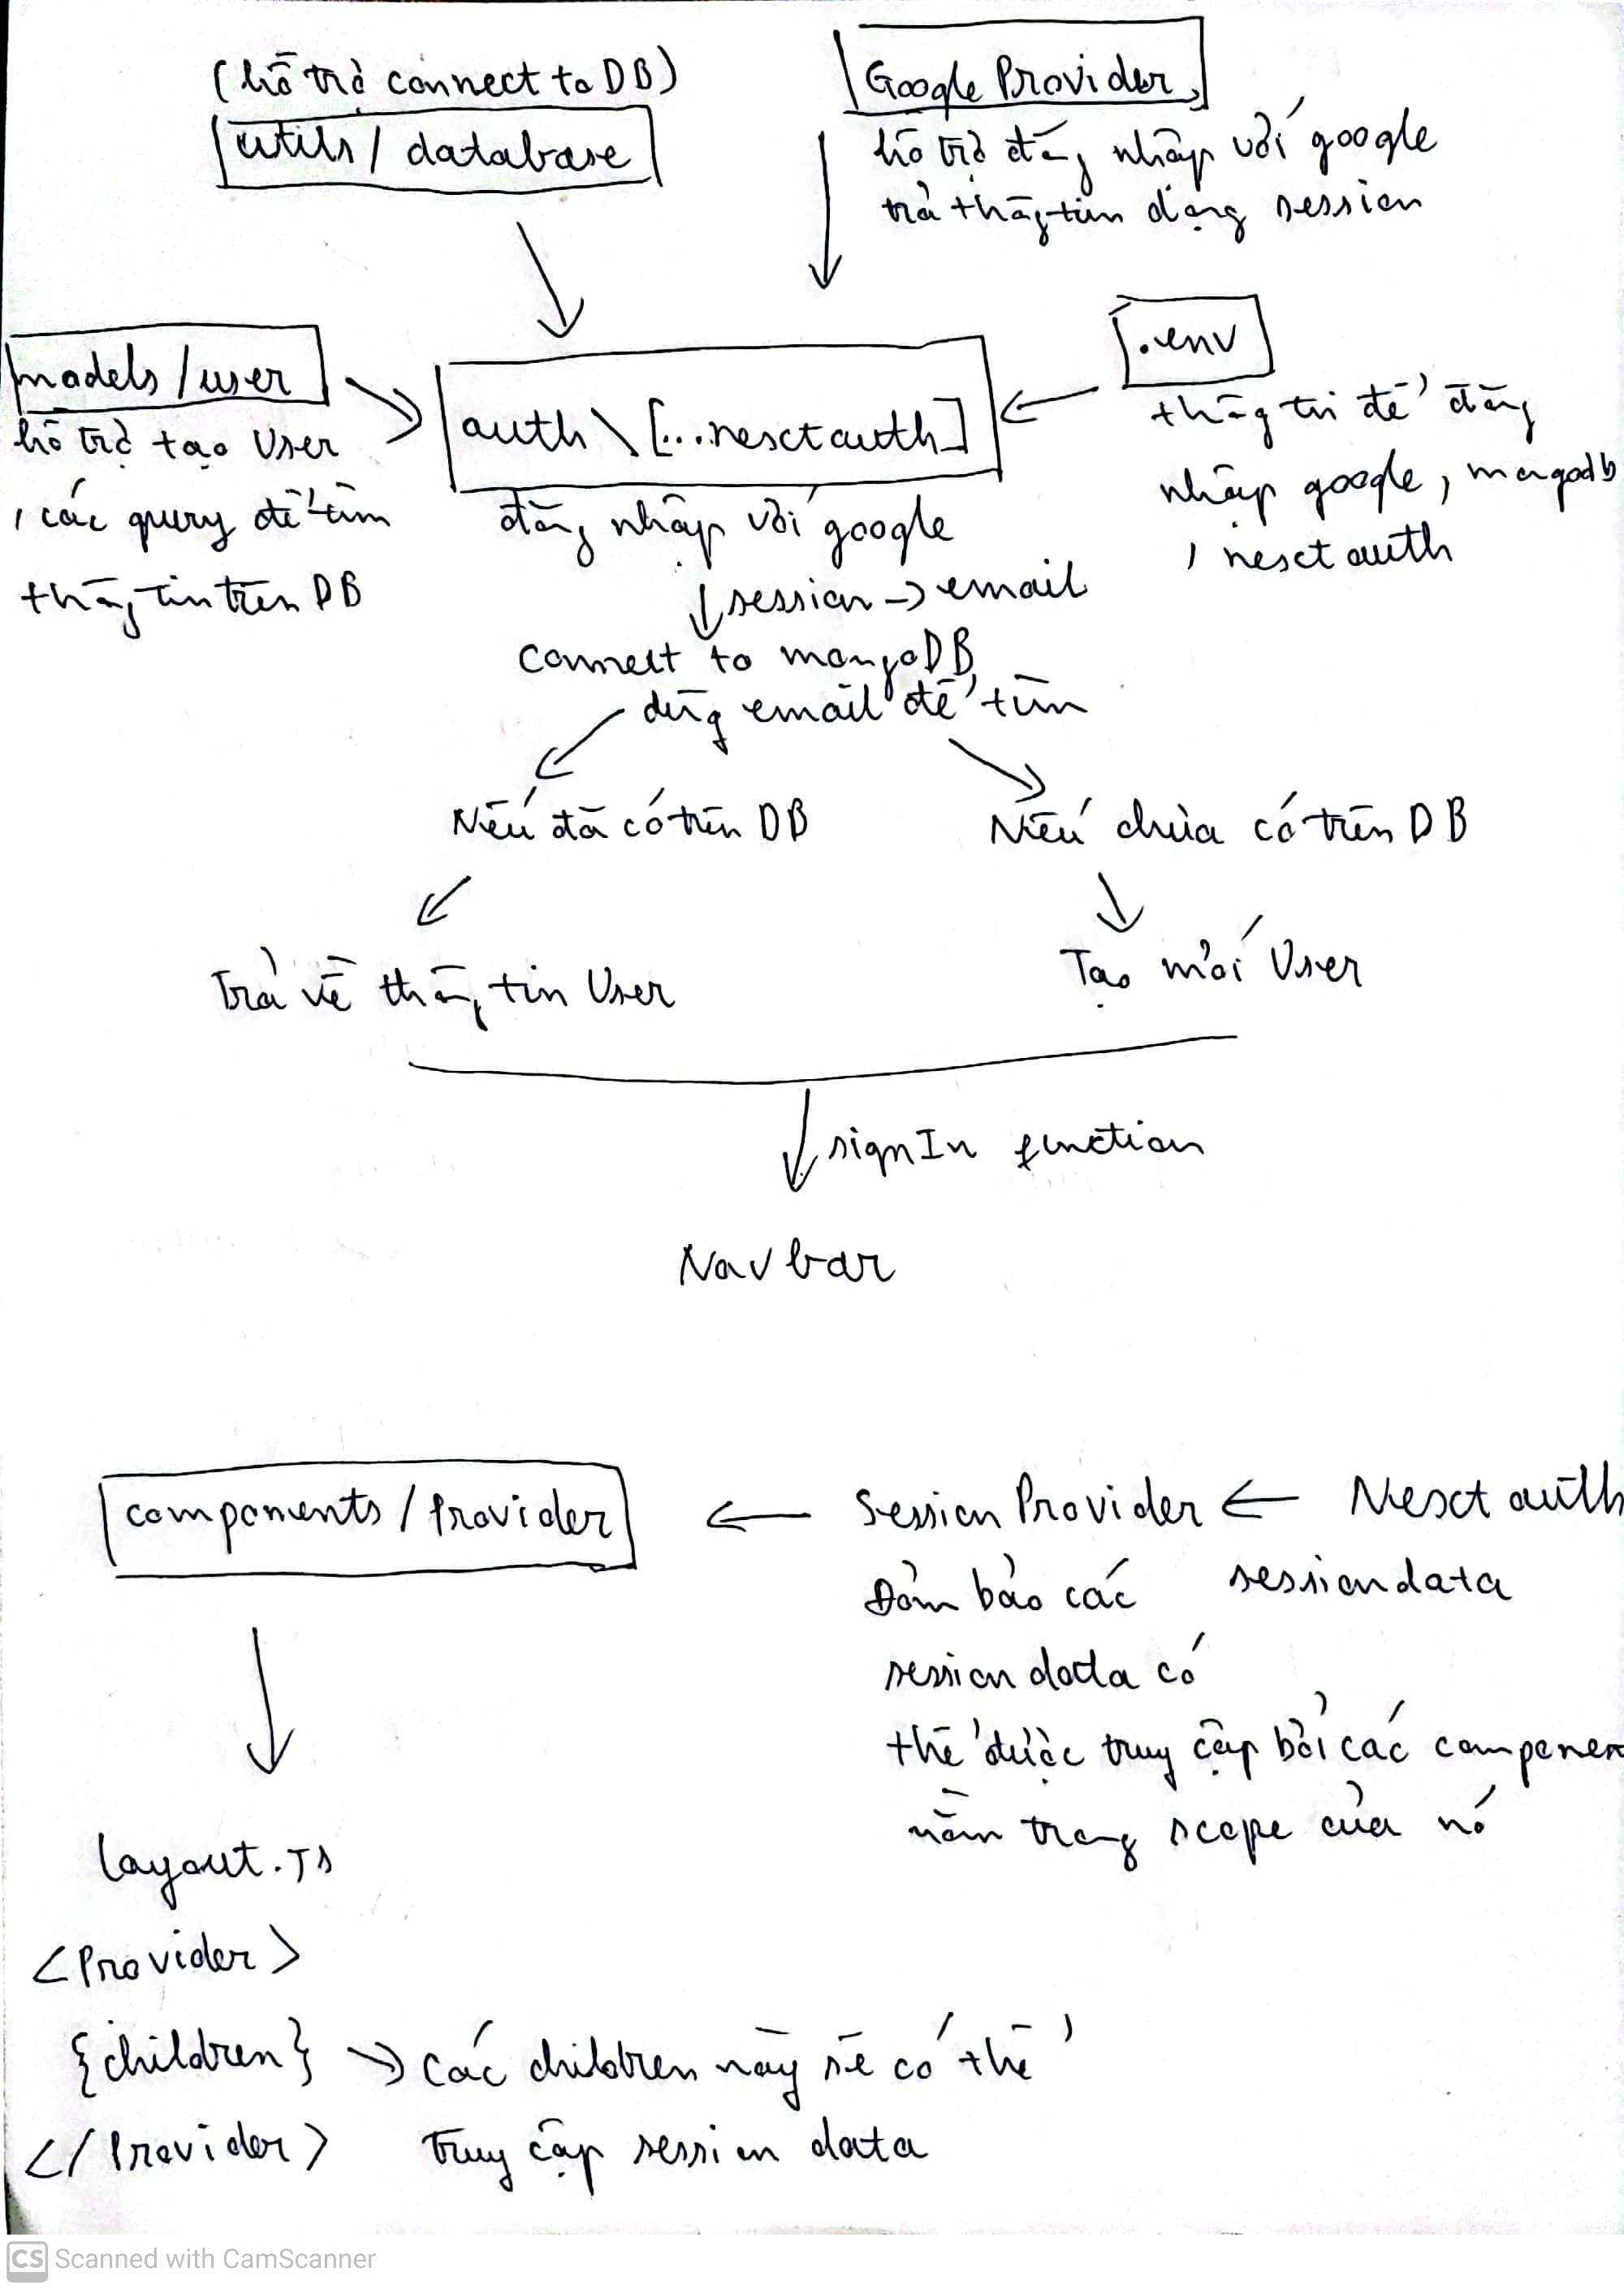 (hỗ trợ connect to DB)
utils / database
Google Provider
hỗ trợ đăng nhập với google
trả thông tin dạng session
models / user
hỗ trợ tạo User
, các query để tìm
thông tin trên DB
auth \ [...nextauth]
.env
thông tin để đăng
nhập google, mongodb
, nextauth
đăng nhập với google
session -> email
connect to mongoDB
dùng email để tìm
Nếu đã có trên DB
Nếu chưa có trên DB
Trả về thông tin User
Tạo mới User
signIn function
Navbar
components / Provider
Session Provider
Next auth
Đảm bảo các
session data
session data có
thể được truy cập bởi các componen
nằm trong scope của nó
layout.Ts
<Provider>
{children} -> các children này sẽ có thể
</Provider> truy cập session data
CS Scanned with CamScanner